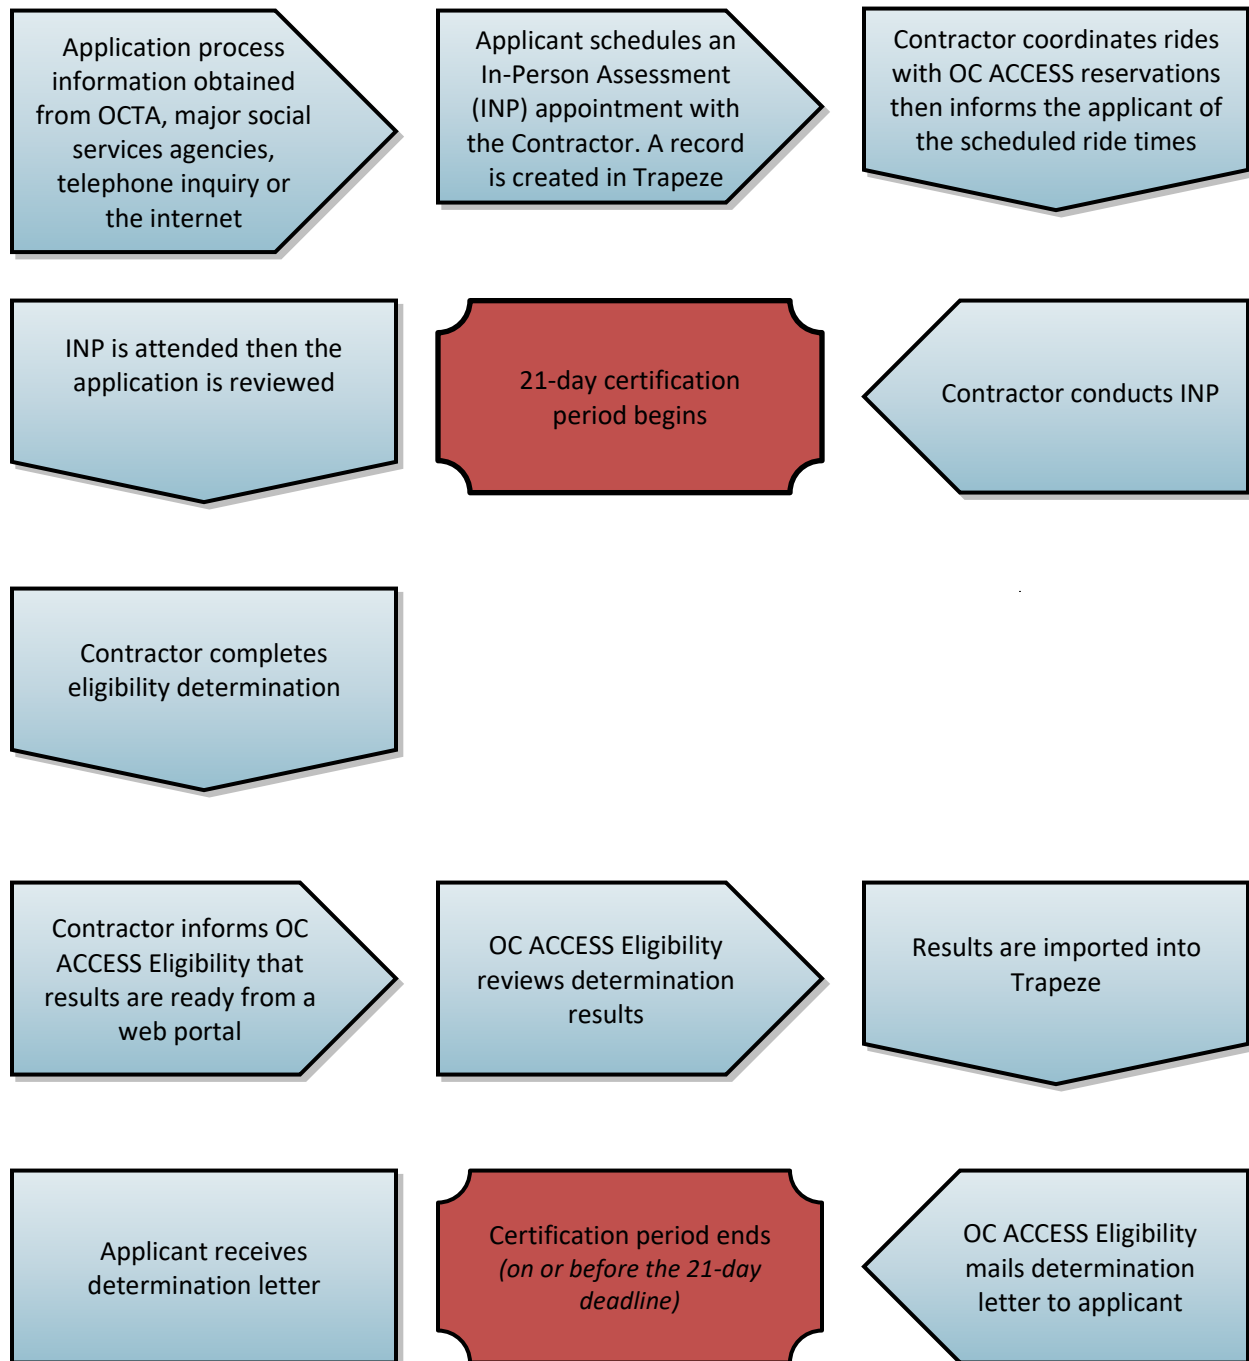 Application process
information obtained
from OCTA, major social
services agencies,
telephone inquiry or
the internet
Applicant schedules an
In-Person Assessment
(INP) appointment with
the Contractor. A record
is created in Trapeze
Contractor coordinates rides
with OC ACCESS reservations
then informs the applicant of
the scheduled ride times
INP is attended then the
application is reviewed
21-day certification
period begins
Contractor conducts INP
Contractor completes
eligibility determination
Contractor informs OC
ACCESS Eligibility that
results are ready from a
web portal
OC ACCESS Eligibility
reviews determination
results
Results are imported into
Trapeze
Applicant receives
determination letter
Certification period ends
(on or before the 21-day
deadline)
OC ACCESS Eligibility
mails determination
letter to applicant